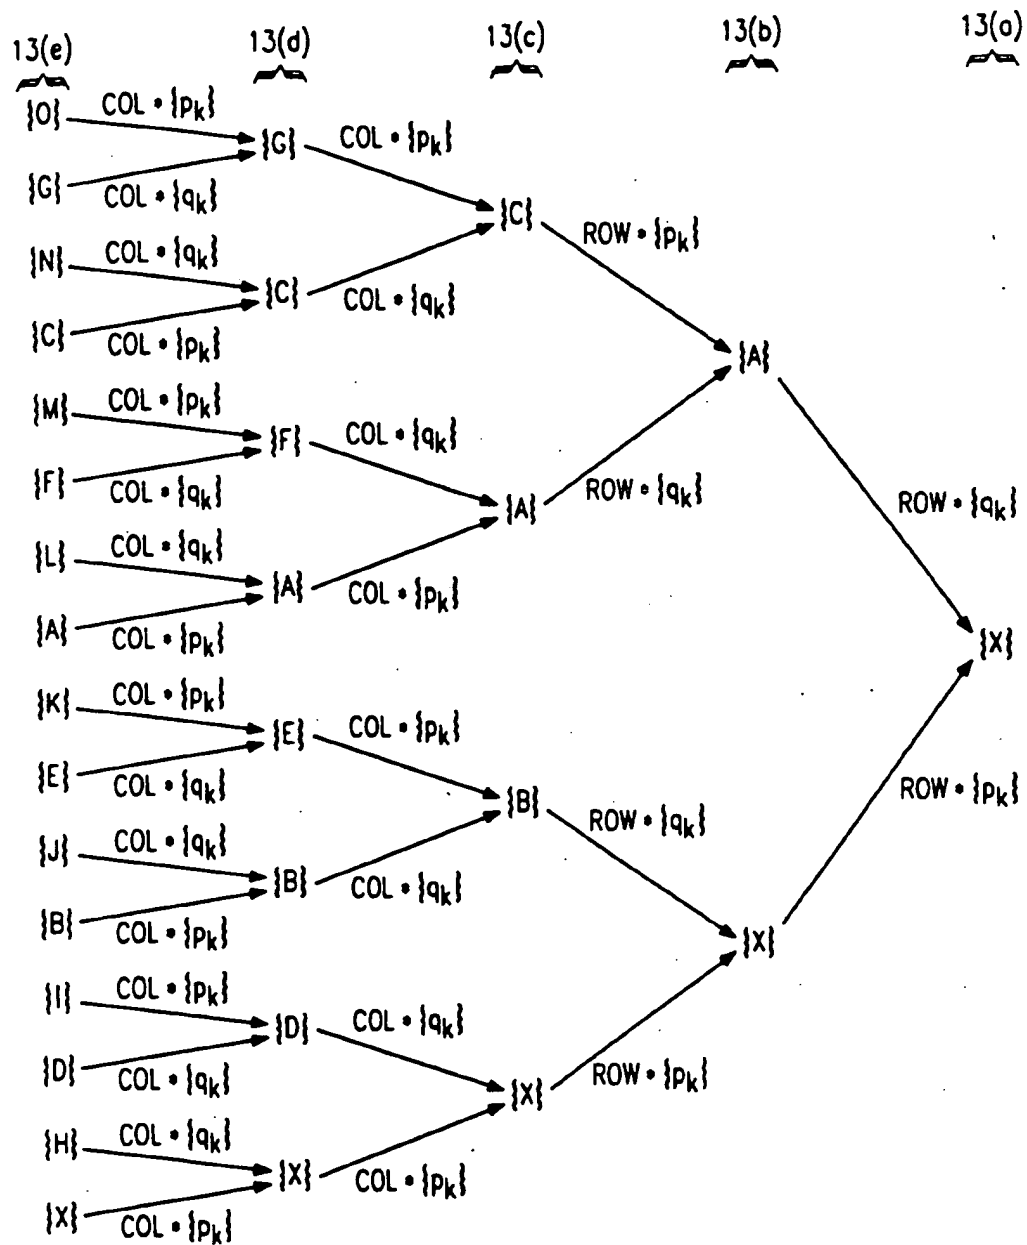 13(e) 13(d) 13(c) 13(b) 13(a)
{O} COL • {pk}
{G} COL • {pk}
{G} COL • {qk}
{C} ROW • {pk}
{N} COL • {qk}
{C} COL • {qk}
{C} COL • {pk}
{A}
{M} COL • {pk}
{F} COL • {qk}
{F} COL • {qk}
{A} ROW • {qk}
ROW • {qk}
{L} COL • {qk}
{A} COL • {pk}
{A} COL • {pk}
{X}
{K} COL • {pk}
{E} COL • {pk}
{E} COL • {qk}
{B} ROW • {qk}
ROW • {pk}
{J} COL • {qk}
{B} COL • {qk}
{B} COL • {pk}
{X}
{I} COL • {pk}
{D} COL • {qk}
{D} COL • {qk}
{X} ROW • {pk}
{H} COL • {qk}
{X} COL • {pk}
{X} COL • {pk}